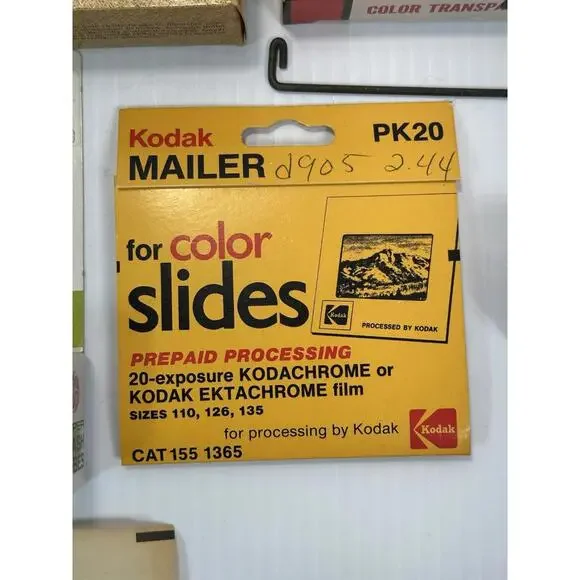 COLOR TRANSPA
Kodak PK20
MAILER d905 2.44
for color
slides
Kodak
PROCESSED BY KODAK
PREPAID PROCESSING
20-exposure KODACHROME or
KODAK EKTACHROME film
SIZES 110, 126, 135
for processing by Kodak
Kodak
CAT 155 1365